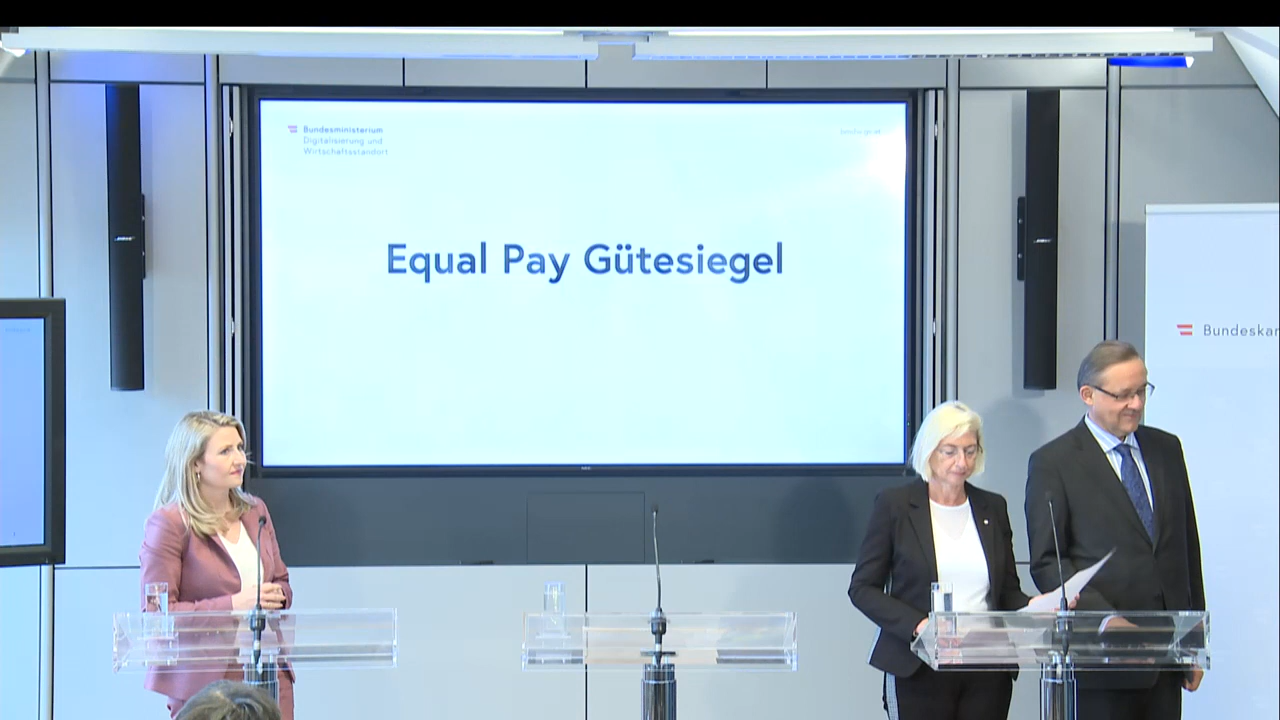 Bundesministerium
Digitalisierung und
Wirtschaftsstandort
Equal Pay Gütesiegel
Bundeskan